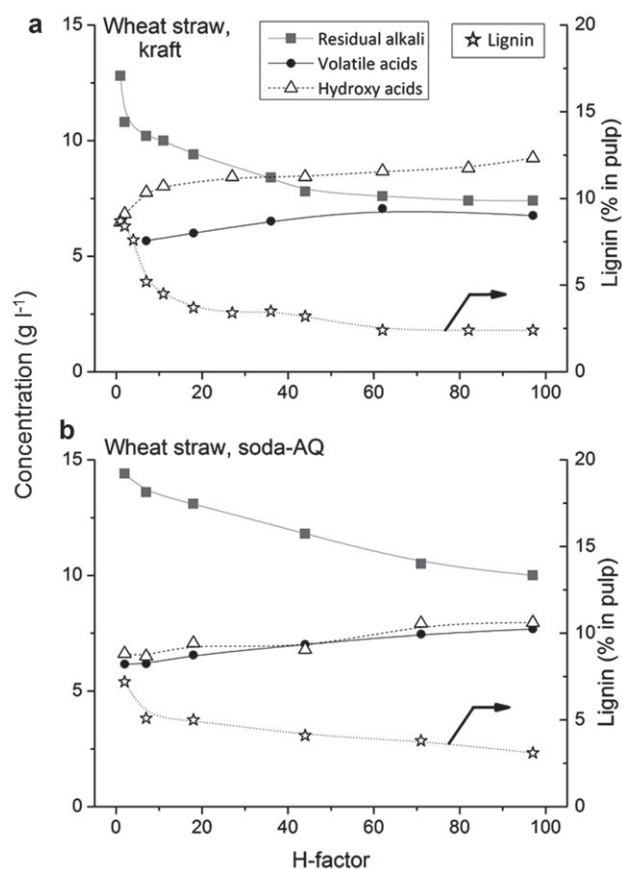 a
Wheat straw,
kraft
Residual alkali
Volatile acids
Hydroxy acids
Lignin
15
10
5
0
20
15
10
5
0
0 20 40 60 80 100
Concentration (g l-1)
Lignin (% in pulp)
b
Wheat straw, soda-AQ
15
10
5
0
20
15
10
5
0
Lignin (% in pulp)
0 20 40 60 80 100
H-factor